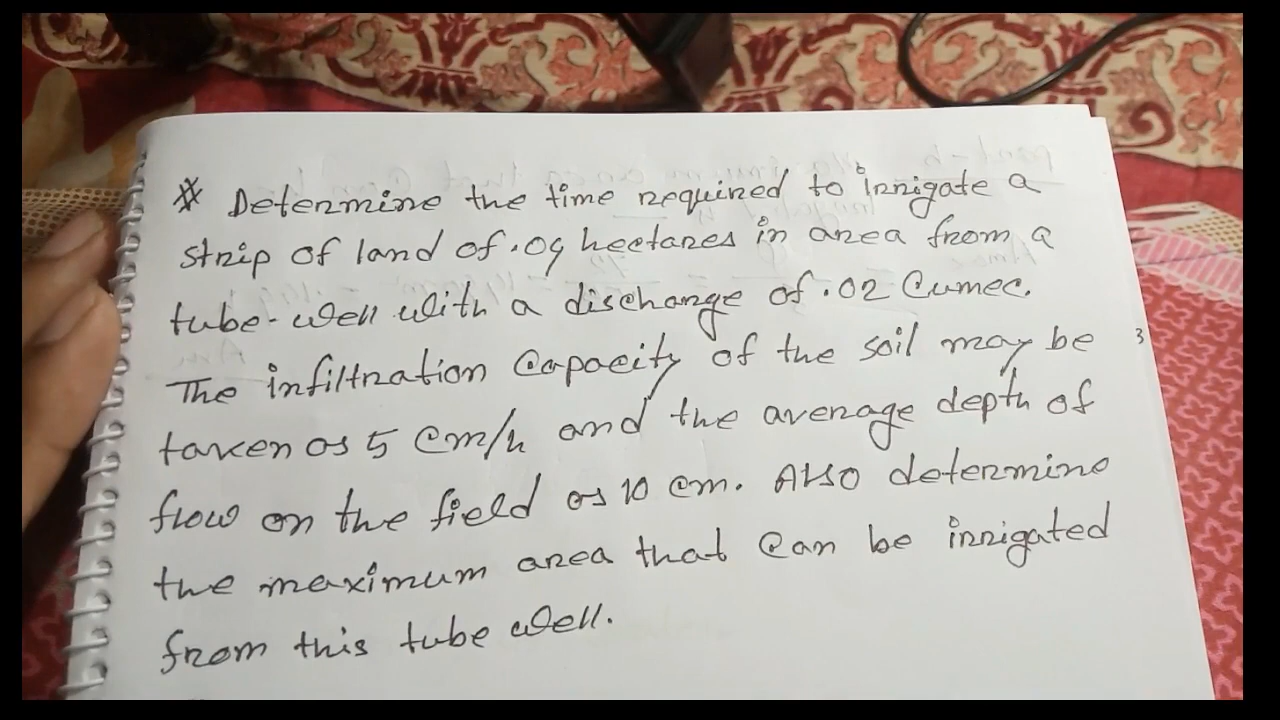 * Determine the time required to irrigate a
strip of land of .04 hectares in area from a
tube-well with a discharge of .02 Cumec.
The infiltration capacity of the soil may be
taken as 5 cm/h and the average depth of
flow on the field as 10 cm. Also determine
the maximum area that can be irrigated
from this tube well.
3